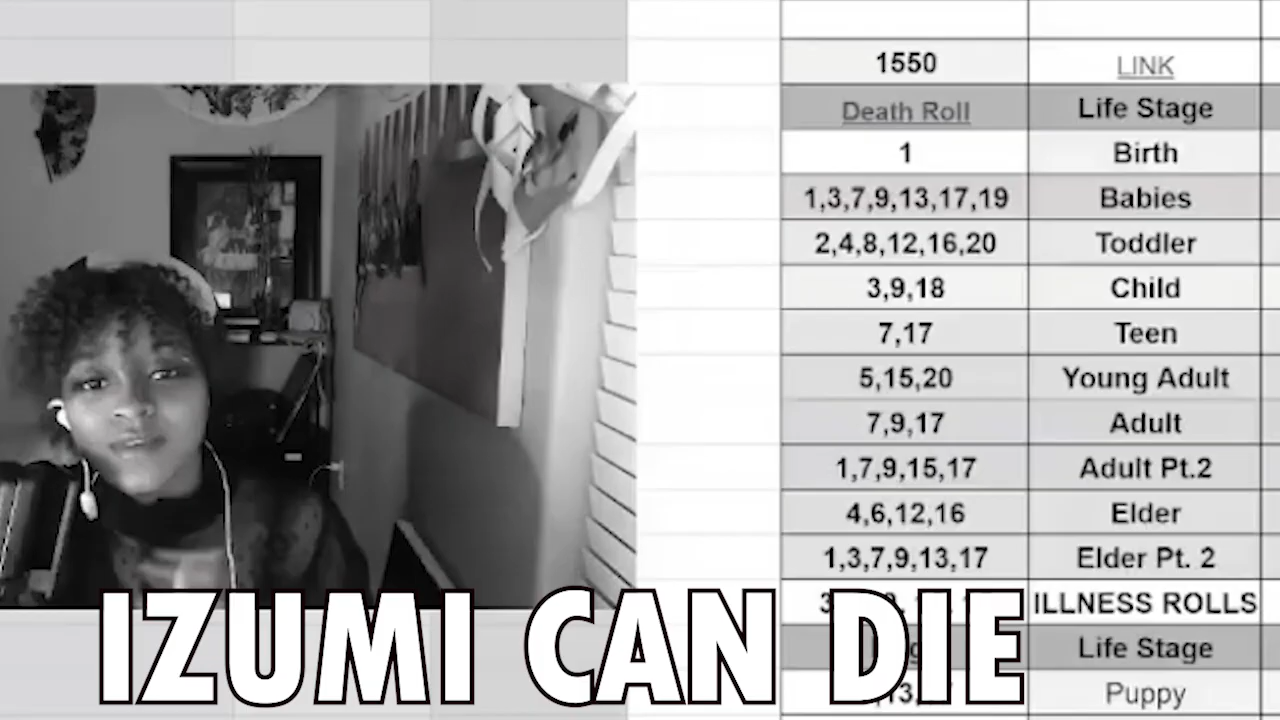 1550 LINK
Death Roll Life Stage
1 Birth
1,3,7,9,13,17,19 Babies
2,4,8,12,16,20 Toddler
3,9,18 Child
7,17 Teen
5,15,20 Young Adult
7,9,17 Adult
1,7,9,15,17 Adult Pt.2
4,6,12,16 Elder
1,3,7,9,13,17 Elder Pt. 2
ILLNESS ROLLS
IZUMI CAN DIE
Life Stage
Puppy